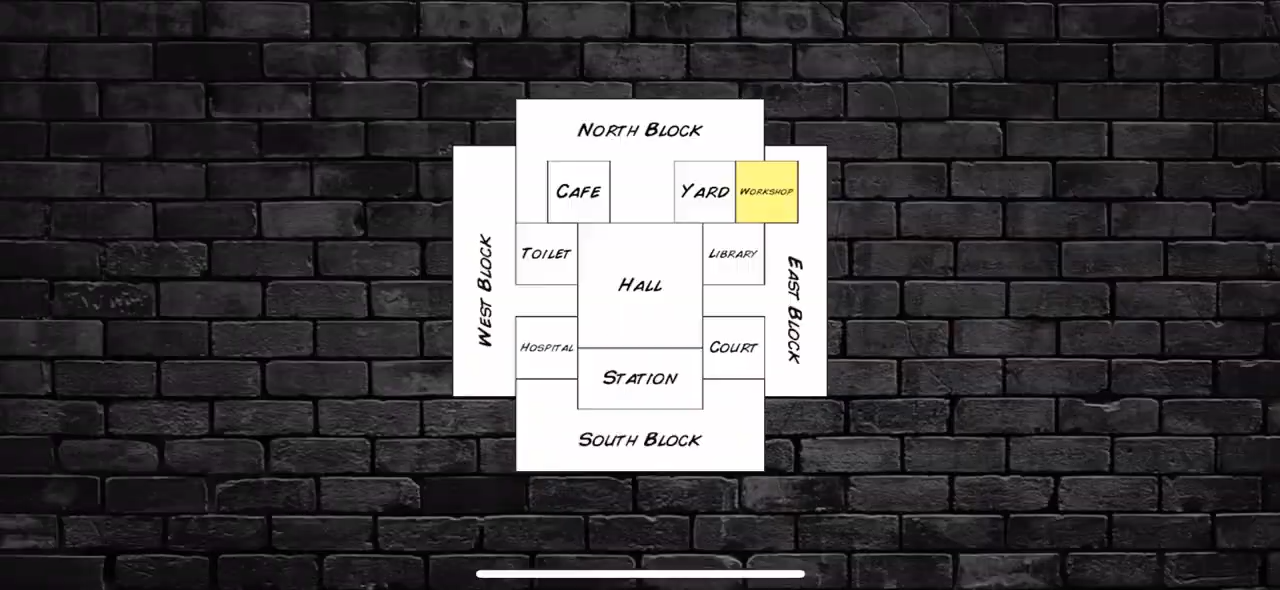 North Block
Cafe
Yard
Workshop
Toilet
Library
West Block
Hall
East Block
Hospital
Court
Station
South Block